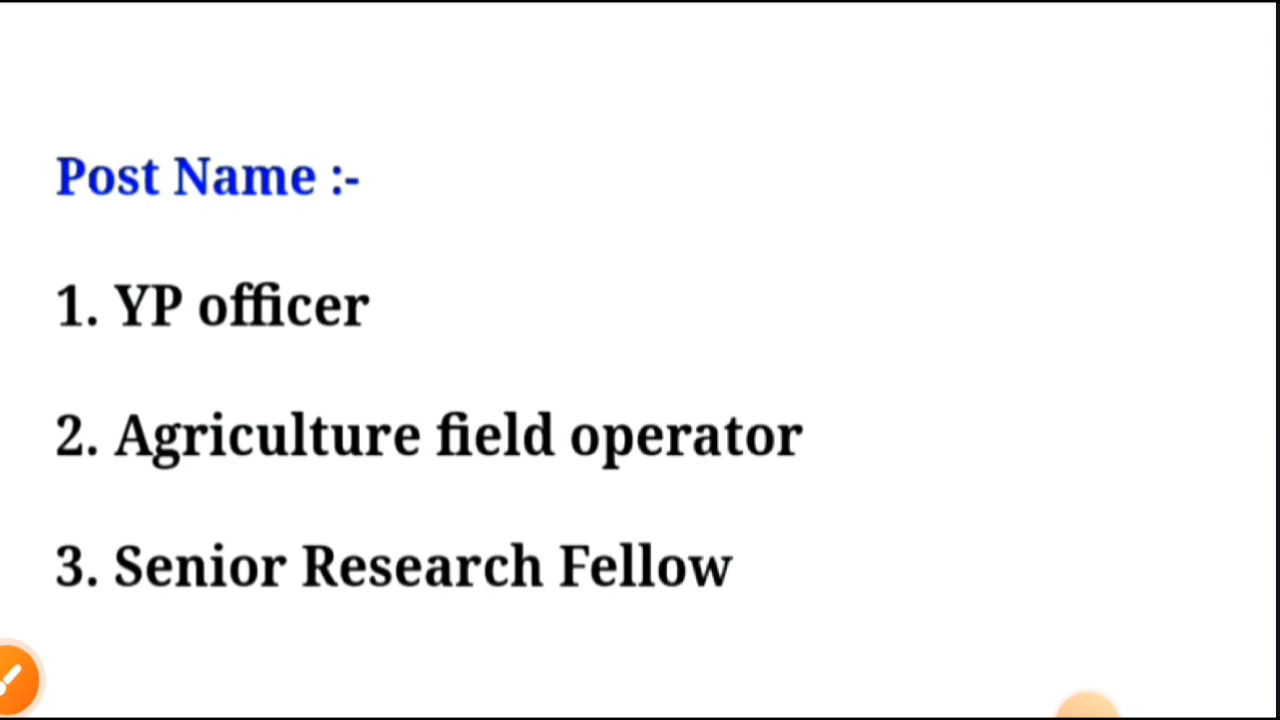 Post Name :-
1. YP officer
2. Agriculture field operator
3. Senior Research Fellow